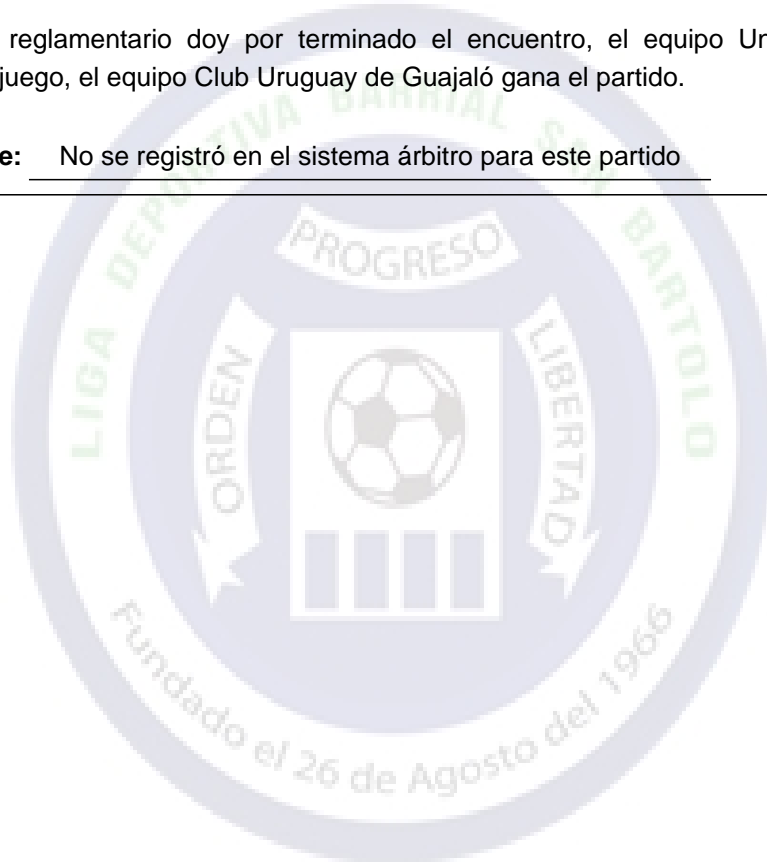 reglamentario doy por terminado el encuentro, el equipo Un
juego, el equipo Club Uruguay de Guajaló gana el partido.
e: No se registró en el sistema árbitro para este partido
LIGA DEPORTIVA BARRIAL SAN BARTOLO
PROGRESO
ORDEN
LIBERTAD
Fundado el 26 de Agosto del 1966